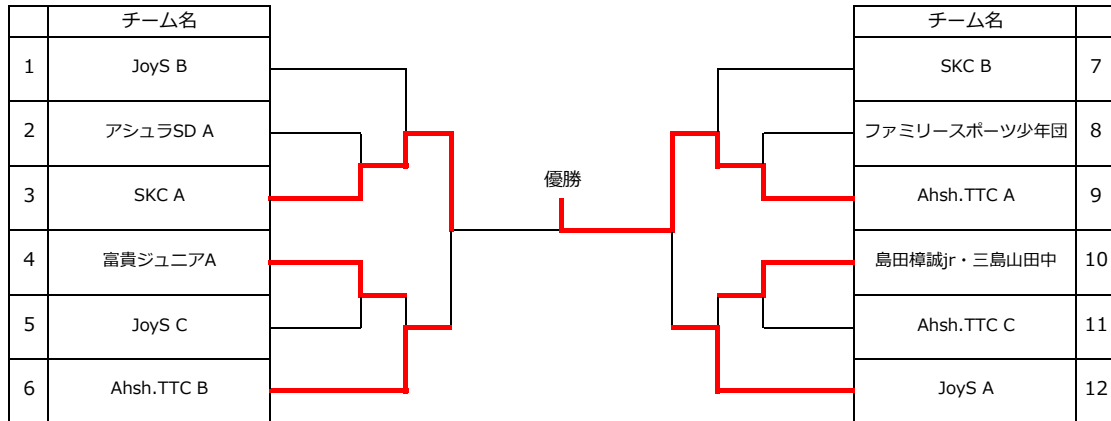 チーム名
1 JoyS B
2 アシュラSD A
3 SKC A
4 富貴ジュニアA
5 JoyS C
6 Ahsh.TTC B
優勝
チーム名
SKC B 7
ファミリースポーツ少年団 8
Ahsh.TTC A 9
島田樟誠jr・三島山田中 10
Ahsh.TTC C 11
JoyS A 12